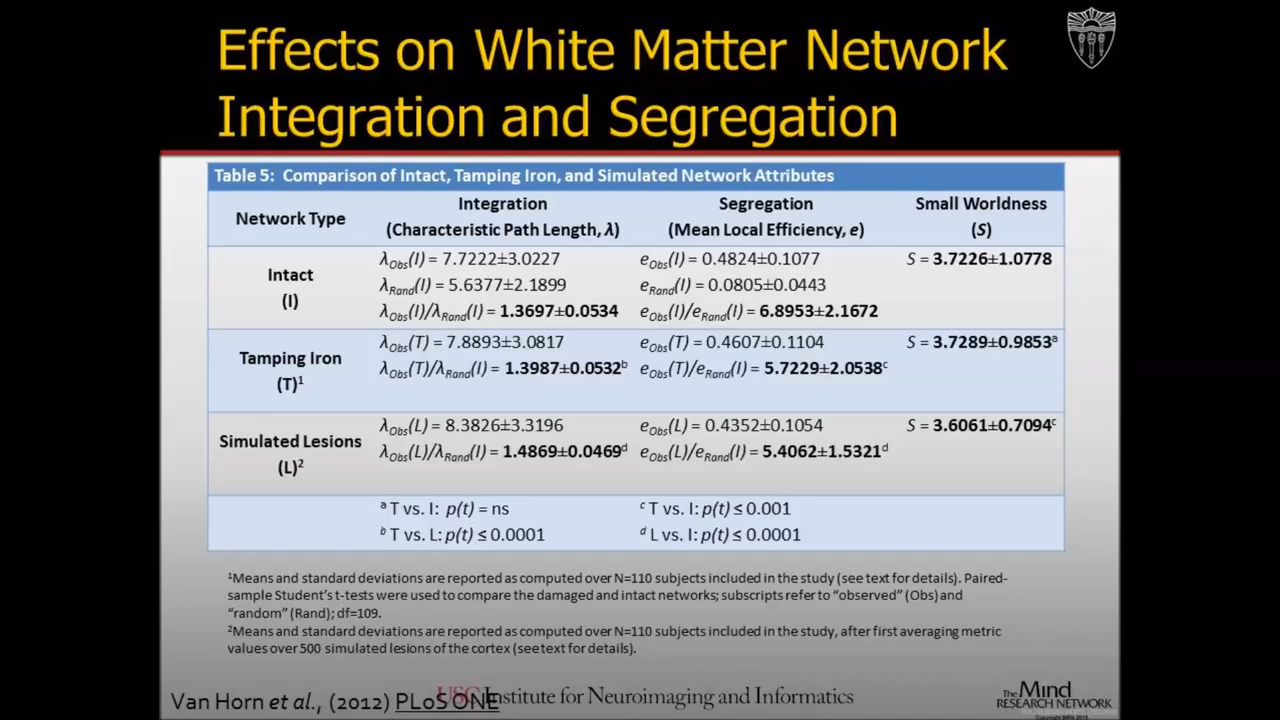 Effects on White Matter Network
Integration and Segregation
Table 5: Comparison of Intact, Tamping Iron, and Simulated Network Attributes
Network Type
Integration
(Characteristic Path Length, λ)
Segregation
(Mean Local Efficiency, e)
Small Worldness
(S)
Intact
(I)
λObs(I) = 7.7222±3.0227
λRand(I) = 5.6377±2.1899
λObs(I)/λRand(I) = 1.3697±0.0534
eObs(I) = 0.4824±0.1077
eRand(I) = 0.0805±0.0443
eObs(I)/eRand(I) = 6.8953±2.1672
S = 3.7226±1.0778
Tamping Iron
(T)1
λObs(T) = 7.8893±3.0817
λObs(T)/λRand(I) = 1.3987±0.0532b
eObs(T) = 0.4607±0.1104
eObs(T)/eRand(I) = 5.7229±2.0538c
S = 3.7289±0.9853a
Simulated Lesions
(L)2
λObs(L) = 8.3826±3.3196
λObs(L)/λRand(I) = 1.4869±0.0469d
eObs(L) = 0.4352±0.1054
eObs(L)/eRand(I) = 5.4062±1.5321d
S = 3.6061±0.7094c
a T vs. I: p(t) = ns
b T vs. L: p(t) ≤ 0.0001
c T vs. I: p(t) ≤ 0.001
d L vs. I: p(t) ≤ 0.0001
1Means and standard deviations are reported as computed over N=110 subjects included in the study (see text for details). Paired-
sample Student's t-tests were used to compare the damaged and intact networks; subscripts refer to "observed" (Obs) and
"random" (Rand); df=109.
2Means and standard deviations are reported as computed over N=110 subjects included in the study, after first averaging metric
values over 500 simulated lesions of the cortex (see text for details).
Van Horn et al., (2012) PLoS ONE
USC Institute for Neuroimaging and Informatics
The Mind
RESEARCH NETWORK